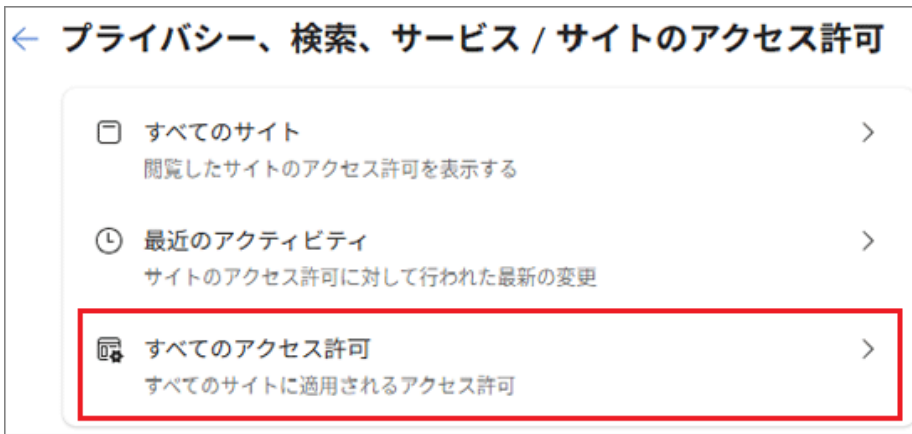 プライバシー、検索、サービス / サイトのアクセス許可
すべてのサイト
閲覧したサイトのアクセス許可を表示する
最近のアクティビティ
サイトのアクセス許可に対して行われた最新の変更
すべてのアクセス許可
すべてのサイトに適用されるアクセス許可